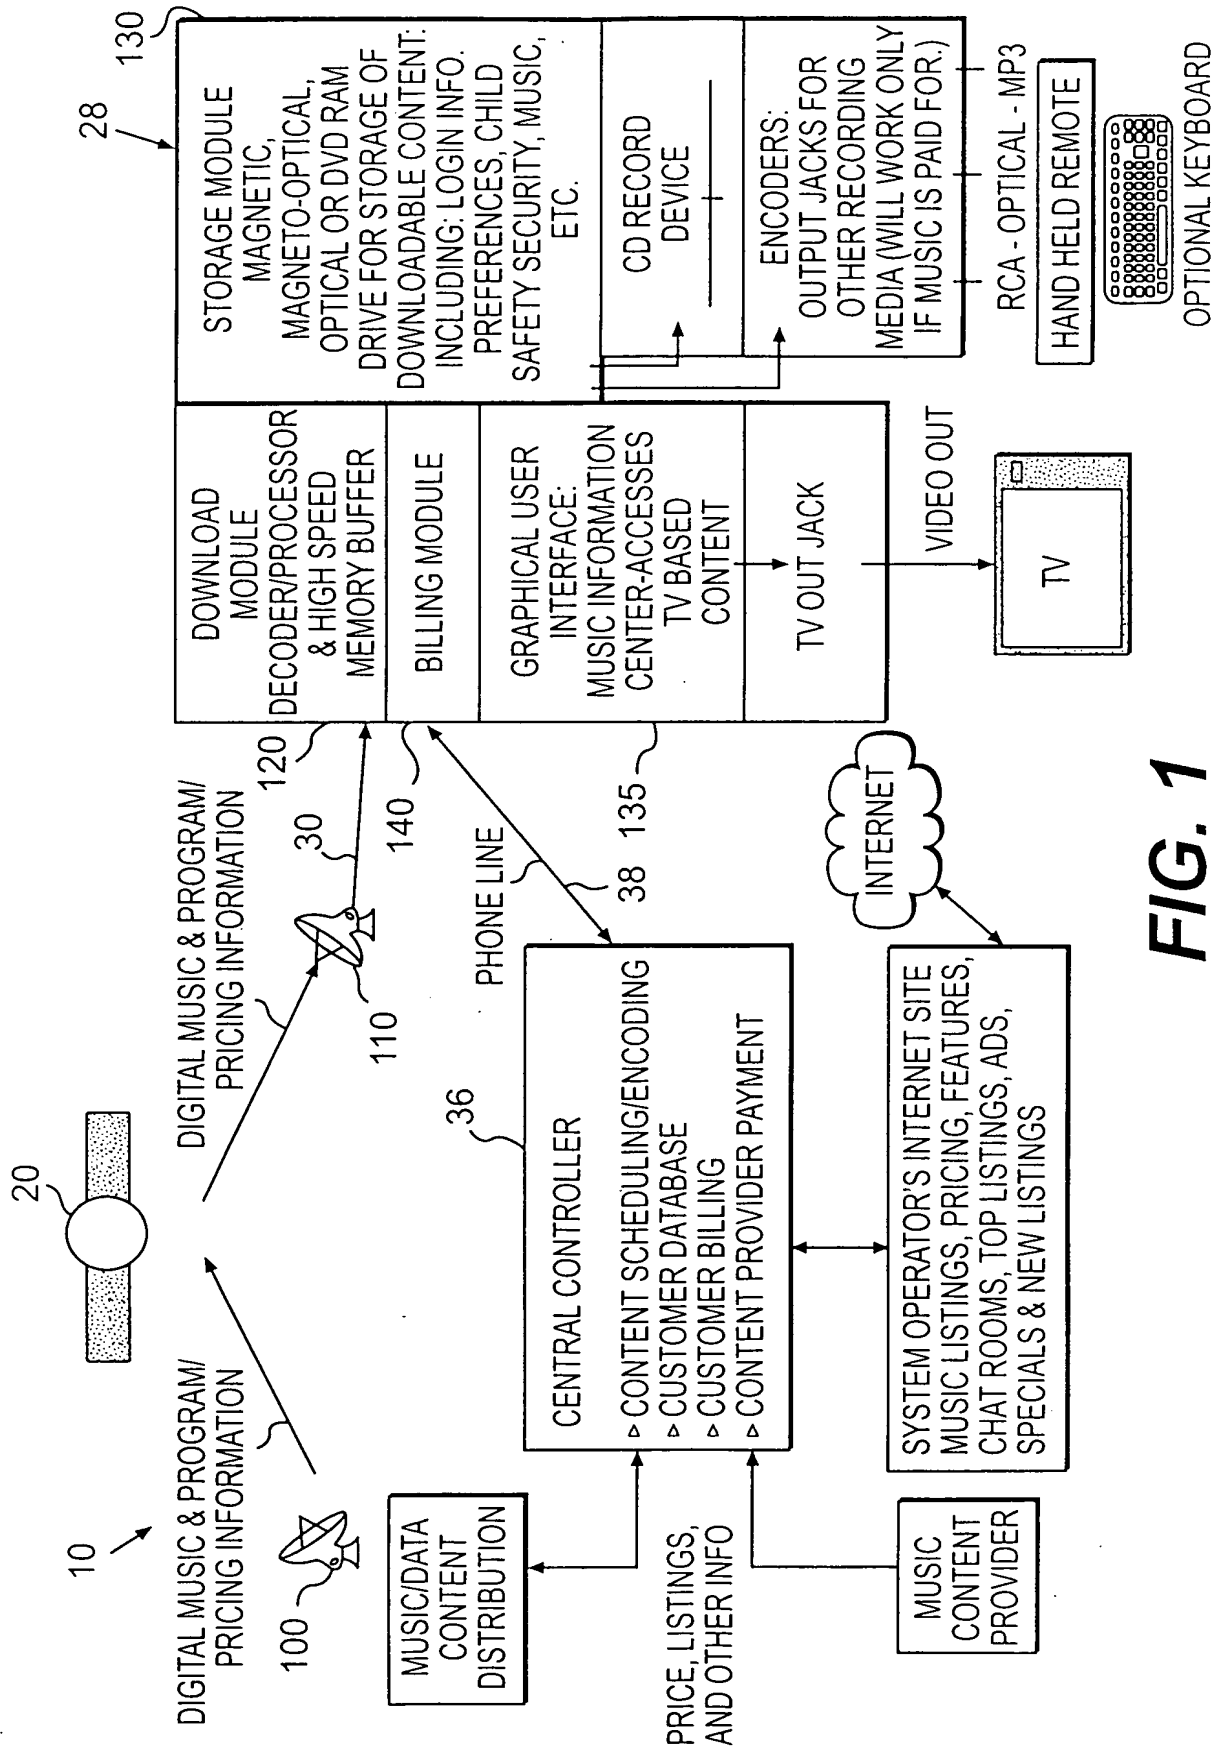 10
DIGITAL MUSIC & PROGRAM/
PRICING INFORMATION
100
20
DIGITAL MUSIC & PROGRAM/
PRICING INFORMATION
110
30
28
130
120
DOWNLOAD
MODULE
DECODER/PROCESSOR
& HIGH SPEED
MEMORY BUFFER
140
BILLING MODULE
135
GRAPHICAL USER
INTERFACE:
MUSIC INFORMATION
CENTER-ACCESSES
TV BASED
CONTENT
TV OUT JACK
VIDEO OUT
TV
STORAGE MODULE
MAGNETIC,
MAGNETO-OPTICAL,
OPTICAL OR DVD RAM
DRIVE FOR STORAGE OF
DOWNLOADABLE CONTENT:
INCLUDING: LOGIN INFO.
PREFERENCES, CHILD
SAFETY SECURITY, MUSIC,
ETC.
CD RECORD
DEVICE
ENCODERS:
OUTPUT JACKS FOR
OTHER RECORDING
MEDIA (WILL WORK ONLY
IF MUSIC IS PAID FOR.)
RCA - OPTICAL - MP3
HAND HELD REMOTE
OPTIONAL KEYBOARD
PHONE LINE
38
36
CENTRAL CONTROLLER
▹ CONTENT SCHEDULING/ENCODING
▹ CUSTOMER DATABASE
▹ CUSTOMER BILLING
▹ CONTENT PROVIDER PAYMENT
MUSIC/DATA
CONTENT
DISTRIBUTION
PRICE, LISTINGS,
AND OTHER INFO
MUSIC
CONTENT
PROVIDER
SYSTEM OPERATOR'S INTERNET SITE
MUSIC LISTINGS, PRICING, FEATURES,
CHAT ROOMS, TOP LISTINGS, ADS,
SPECIALS & NEW LISTINGS
INTERNET
FIG. 1